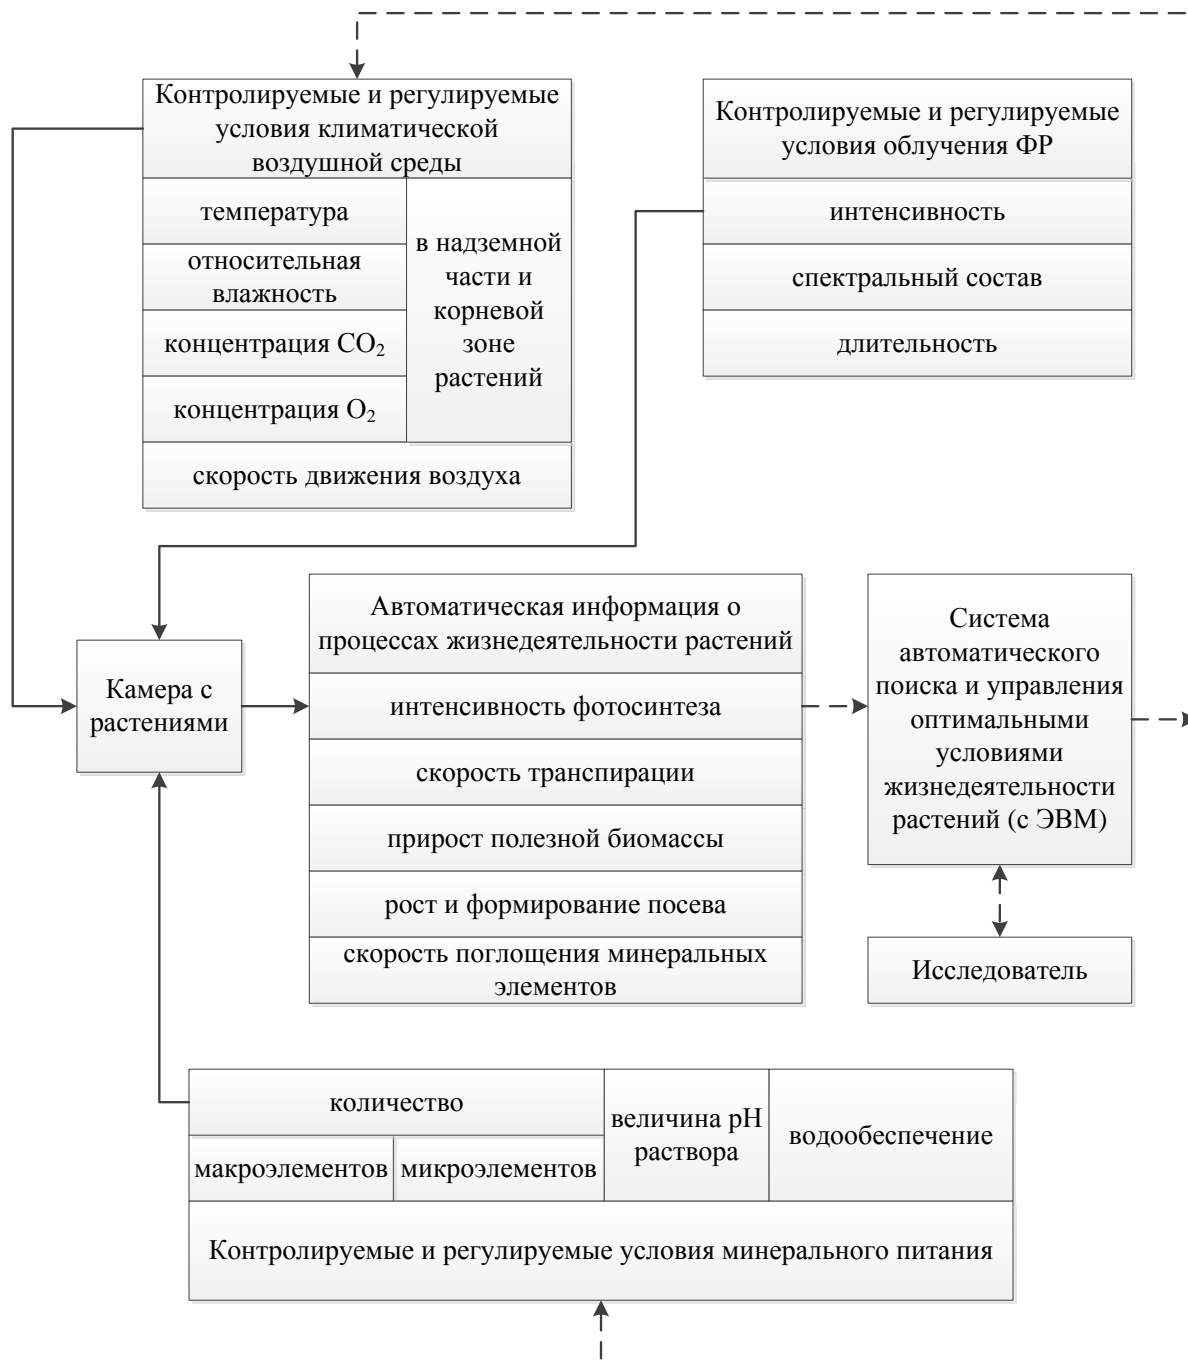 Контролируемые и регулируемые
условия климатической
воздушной среды
температура
относительная
влажность
концентрация CO₂
концентрация O₂
в надземной
части и
корневой
зоне
растений
скорость движения воздуха
Контролируемые и регулируемые
условия облучения ФР
интенсивность
спектральный состав
длительность
Камера с
растениями
Автоматическая информация о
процессах жизнедеятельности растений
интенсивность фотосинтеза
скорость транспирации
прирост полезной биомассы
рост и формирование посева
скорость поглощения минеральных
элементов
Система
автоматического
поиска и управления
оптимальными
условиями
жизнедеятельности
растений (с ЭВМ)
Исследователь
количество
макроэлементов
микроэлементов
величина pH
раствора
водообеспечение
Контролируемые и регулируемые условия минерального питания